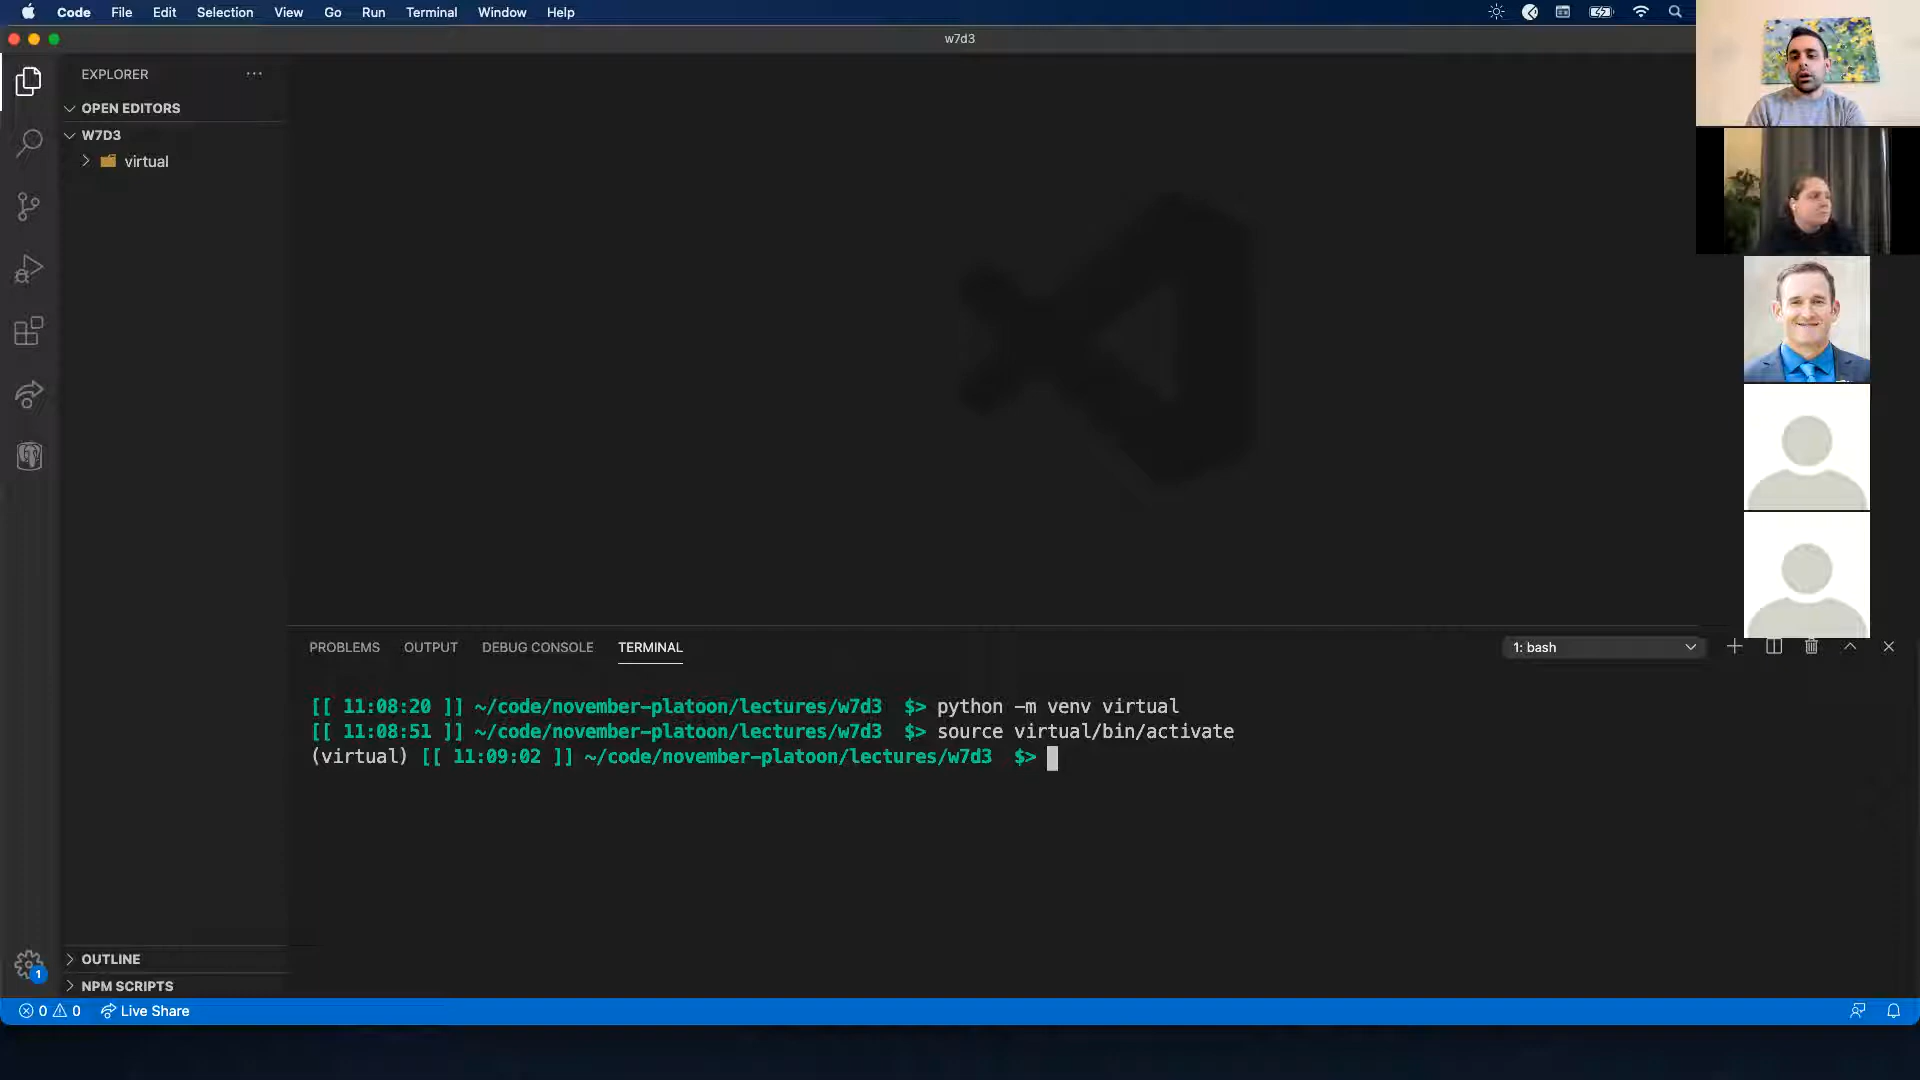 Code File Edit Selection View Go Run Terminal Window Help
w7d3
EXPLORER
OPEN EDITORS
W7D3
virtual
PROBLEMS OUTPUT DEBUG CONSOLE TERMINAL
1: bash
[[ 11:08:20 ]] ~/code/november-platoon/lectures/w7d3 $> python -m venv virtual
[[ 11:08:51 ]] ~/code/november-platoon/lectures/w7d3 $> source virtual/bin/activate
(virtual) [[ 11:09:02 ]] ~/code/november-platoon/lectures/w7d3 $>
OUTLINE
1
NPM SCRIPTS
0 0 Live Share